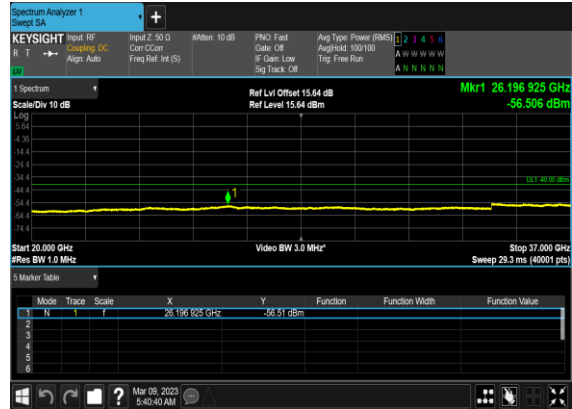 Spectrum Analyzer 1
Swept SA
+
KEYSIGHT Input: RF Input Z: 50 Ω #Atten: 10 dB PNO: Fast Avg Type: Power (RMS) 1 2 3 4 5 6
R T Coupling: DC Corr CCorr Gate: Off Avg|Hold: 100/100 A W W W W W
Align: Auto Freq Ref: Int (S) IF Gain: Low Trig: Free Run
Sig Track: Off A N N N N N
1 Spectrum Ref Lvl Offset 15.64 dB Mkr1 26.196 925 GHz
Scale/Div 10 dB Ref Level 15.64 dBm -56.506 dBm
Log
5.64
-4.36
-14.4
-24.4
-34.4 DL1 -40.00 dBm
-44.4
1
-54.4
-64.4
-74.4
Start 20.000 GHz Video BW 3.0 MHz* Stop 37.000 GHz
#Res BW 1.0 MHz Sweep 29.3 ms (40001 pts)
5 Marker Table
Mode Trace Scale X Y Function Function Width Function Value
1 N 1 f 26.196 925 GHz -56.51 dBm
2
3
4
5
6
? Mar 09, 2023
5:40:40 AM